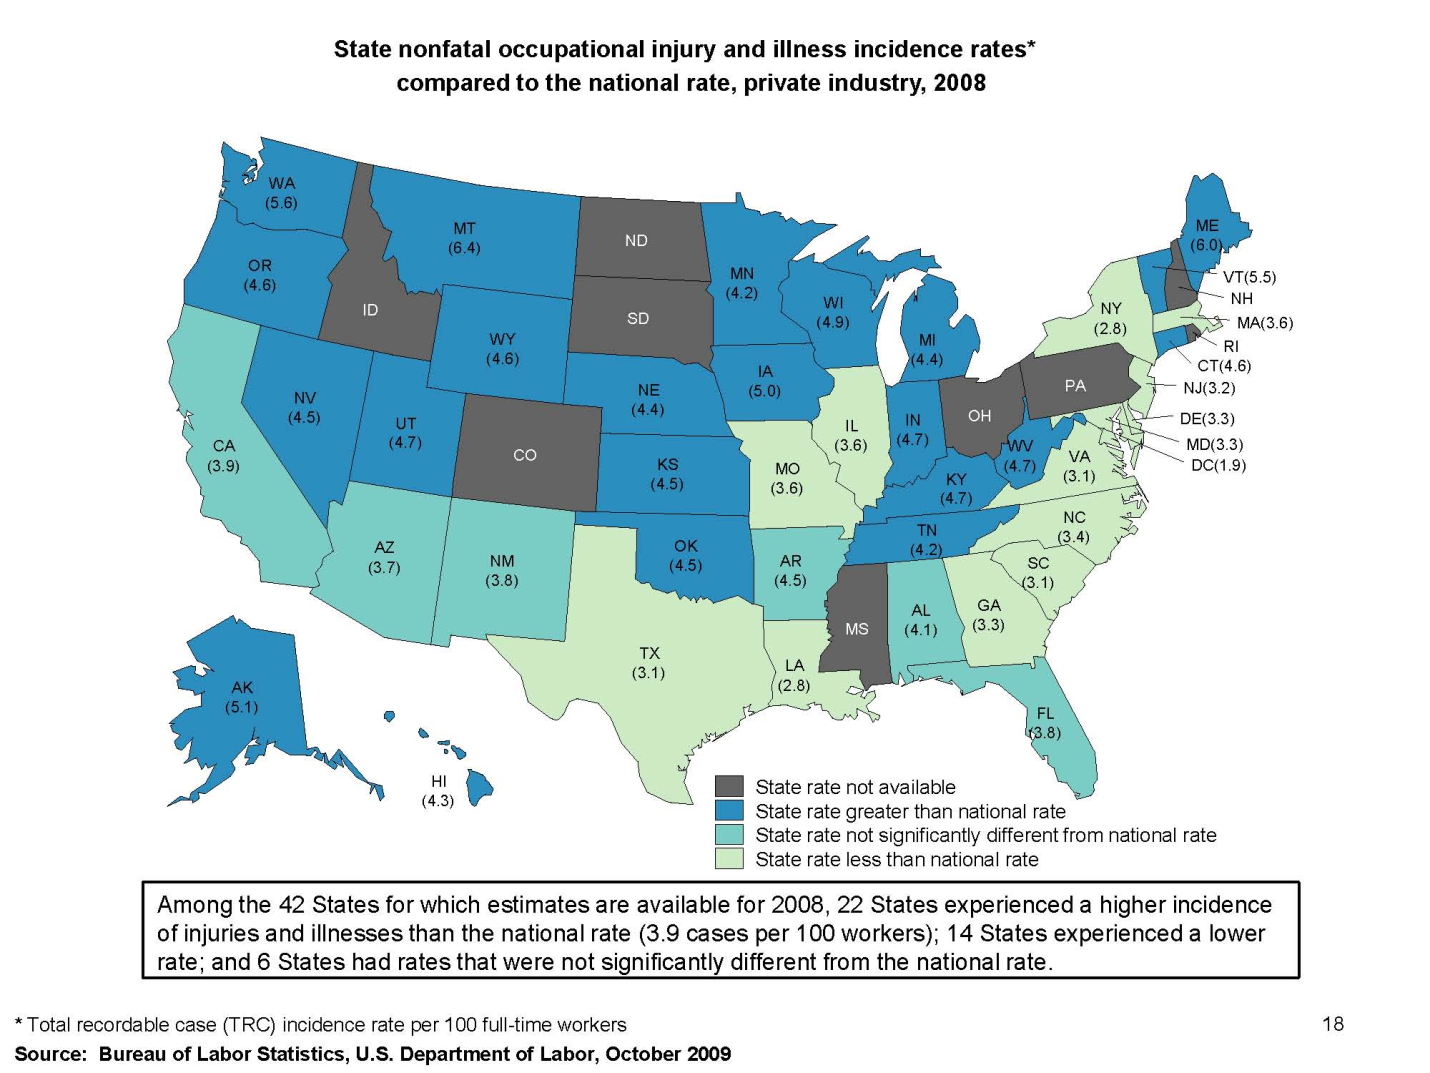 State nonfatal occupational injury and illness incidence rates*
compared to the national rate, private industry, 2008
WA
(5.6)
MT
(6.4)
ND
ME
(6.0)
OR
(4.6)
ID
MN
(4.2)
VT(5.5)
NH
WI
(4.9)
NY
(2.8)
MA(3.6)
SD
WY
(4.6)
MI
(4.4)
RI
CT(4.6)
IA
(5.0)
PA
NJ(3.2)
NE
(4.4)
NV
(4.5)
UT
(4.7)
IL
(3.6)
IN
(4.7)
OH
DE(3.3)
MD(3.3)
DC(1.9)
CA
(3.9)
CO
KS
(4.5)
MO
(3.6)
WV
(4.7)
VA
(3.1)
KY
(4.7)
NC
(3.4)
TN
(4.2)
AZ
(3.7)
NM
(3.8)
OK
(4.5)
AR
(4.5)
SC
(3.1)
MS
AL
(4.1)
GA
(3.3)
TX
(3.1)
LA
(2.8)
AK
(5.1)
FL
(3.8)
HI
(4.3)
State rate not available
State rate greater than national rate
State rate not significantly different from national rate
State rate less than national rate
Among the 42 States for which estimates are available for 2008, 22 States experienced a higher incidence
of injuries and illnesses than the national rate (3.9 cases per 100 workers); 14 States experienced a lower
rate; and 6 States had rates that were not significantly different from the national rate.
* Total recordable case (TRC) incidence rate per 100 full-time workers
18
Source: Bureau of Labor Statistics, U.S. Department of Labor, October 2009